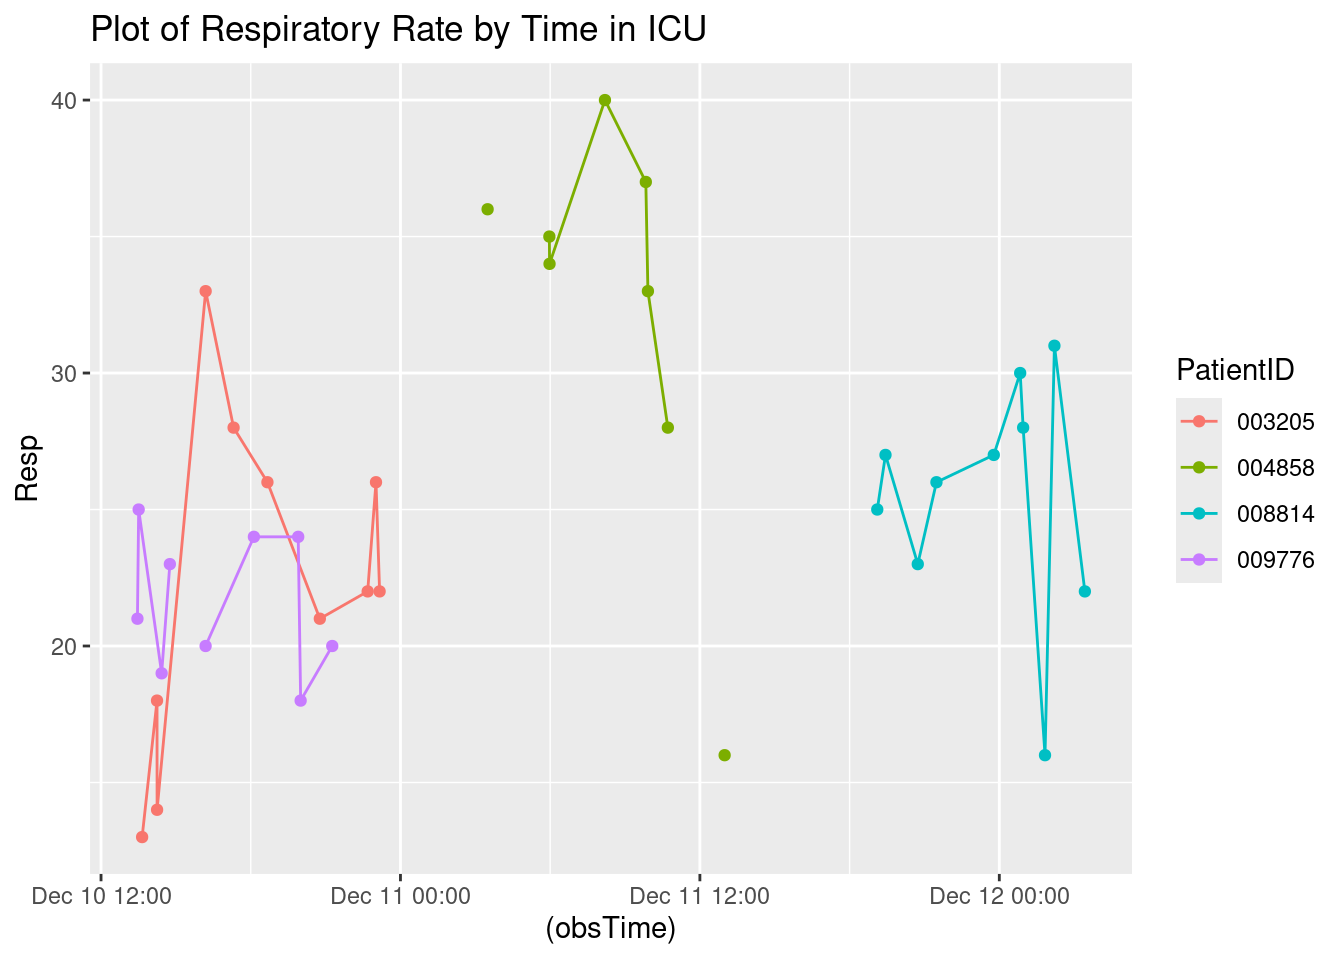 Plot of Respiratory Rate by Time in ICU
40
30
20
Resp
Dec 10 12:00 Dec 11 00:00 Dec 11 12:00 Dec 12 00:00
(obsTime)
PatientID
003205
004858
008814
009776